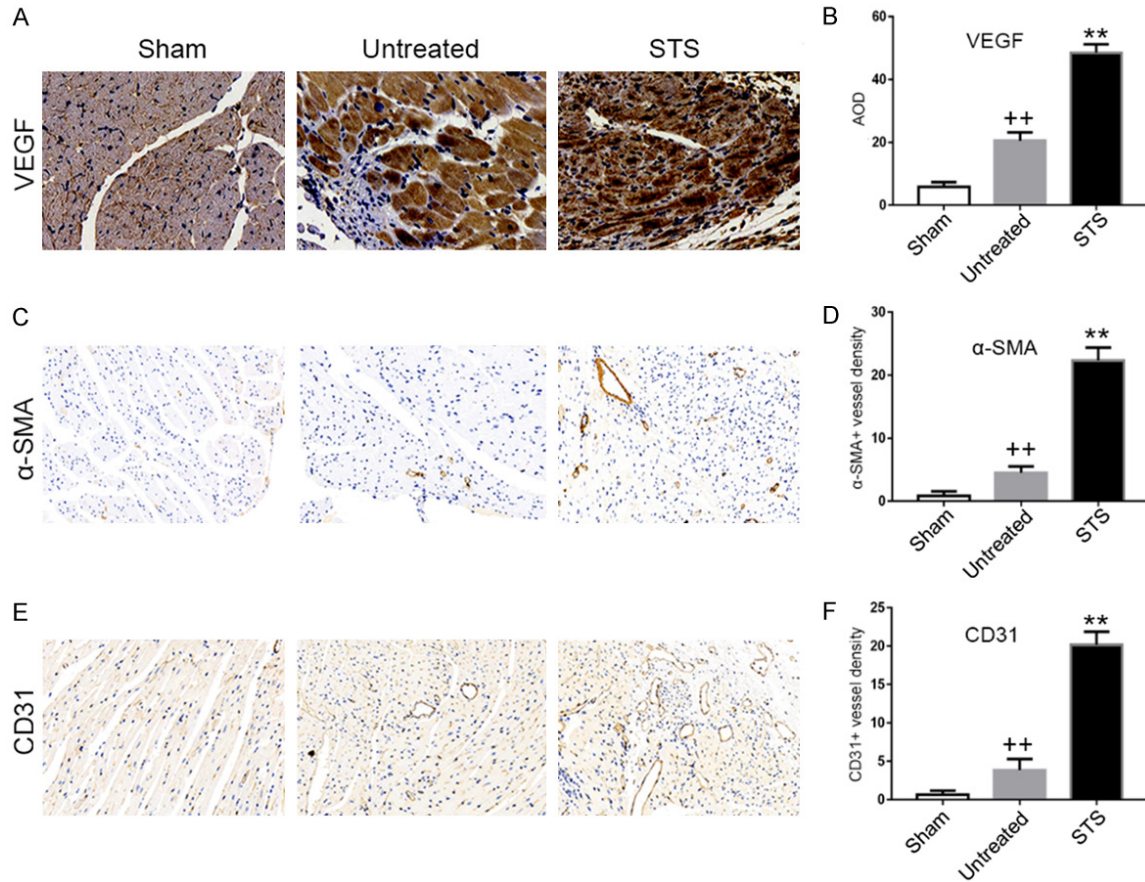 A
Sham
Untreated
STS
VEGF
B
VEGF
AOD
60
40
20
0
++
**
Sham
Untreated
STS
C
α-SMA
D
α-SMA
α-SMA+ vessel density
30
20
10
0
++
**
Sham
Untreated
STS
E
CD31
F
CD31
CD31+ vessel density
25
20
15
10
5
0
++
**
Sham
Untreated
STS